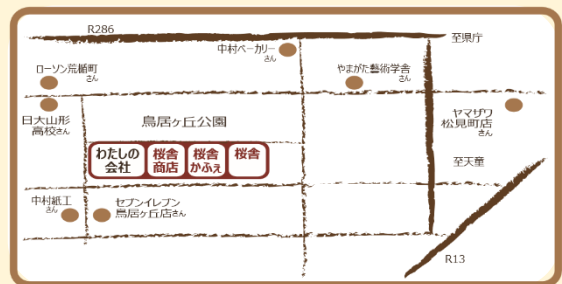 R286
中村ベーカリー
さん
至県庁
ローソン荒楯町
さん
やまがた藝術学舎
さん
日大山形
高校さん
鳥居ヶ丘公園
ヤマザワ
松見町店
さん
わたしの
会社
桜舎
商店
桜舎
かふぇ
桜舎
至天童
中村紙工
さん
セブンイレブン
鳥居ヶ丘店さん
R13